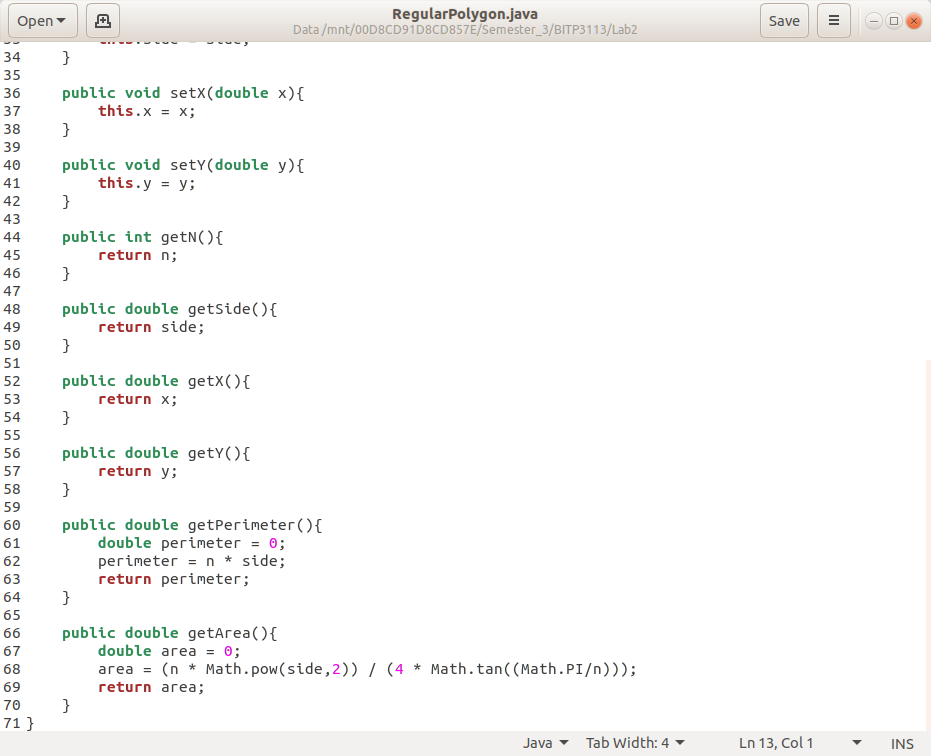 Open
RegularPolygon.java
Data /mnt/00D8CD91D8CD857E/Semester_3/BITP3113/Lab2
Save
34 }
35
36 public void setX(double x){
37 this.x = x;
38 }
39
40 public void setY(double y){
41 this.y = y;
42 }
43
44 public int getN(){
45 return n;
46 }
47
48 public double getSide(){
49 return side;
50 }
51
52 public double getX(){
53 return x;
54 }
55
56 public double getY(){
57 return y;
58 }
59
60 public double getPerimeter(){
61 double perimeter = 0;
62 perimeter = n * side;
63 return perimeter;
64 }
65
66 public double getArea(){
67 double area = 0;
68 area = (n * Math.pow(side,2)) / (4 * Math.tan((Math.PI/n)));
69 return area;
70 }
71 }
Java Tab Width: 4 Ln 13, Col 1 INS